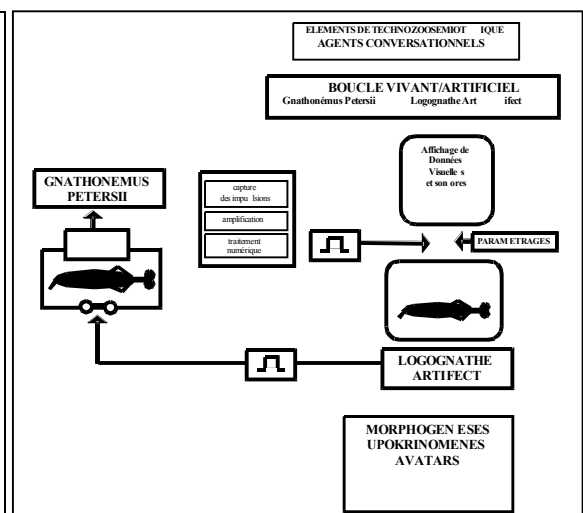 ELEMENTS DE TECHNOZOOSEMIOT IQUE
AGENTS CONVERSATIONNELS
BOUCLE VIVANT/ARTIFICIEL
Gnathonémus Petersii Logognathe Art ifect
Affichage de
Données
Visuelle s
et son ores
GNATHONEMUS
PETERSII
capture
des impu lsions
amplification
traitement
numérique
PARAM ETRAGES
LOGOGNATHE
ARTIFECT
MORPHOGEN ESES
UPOKRINOMENES
AVATARS